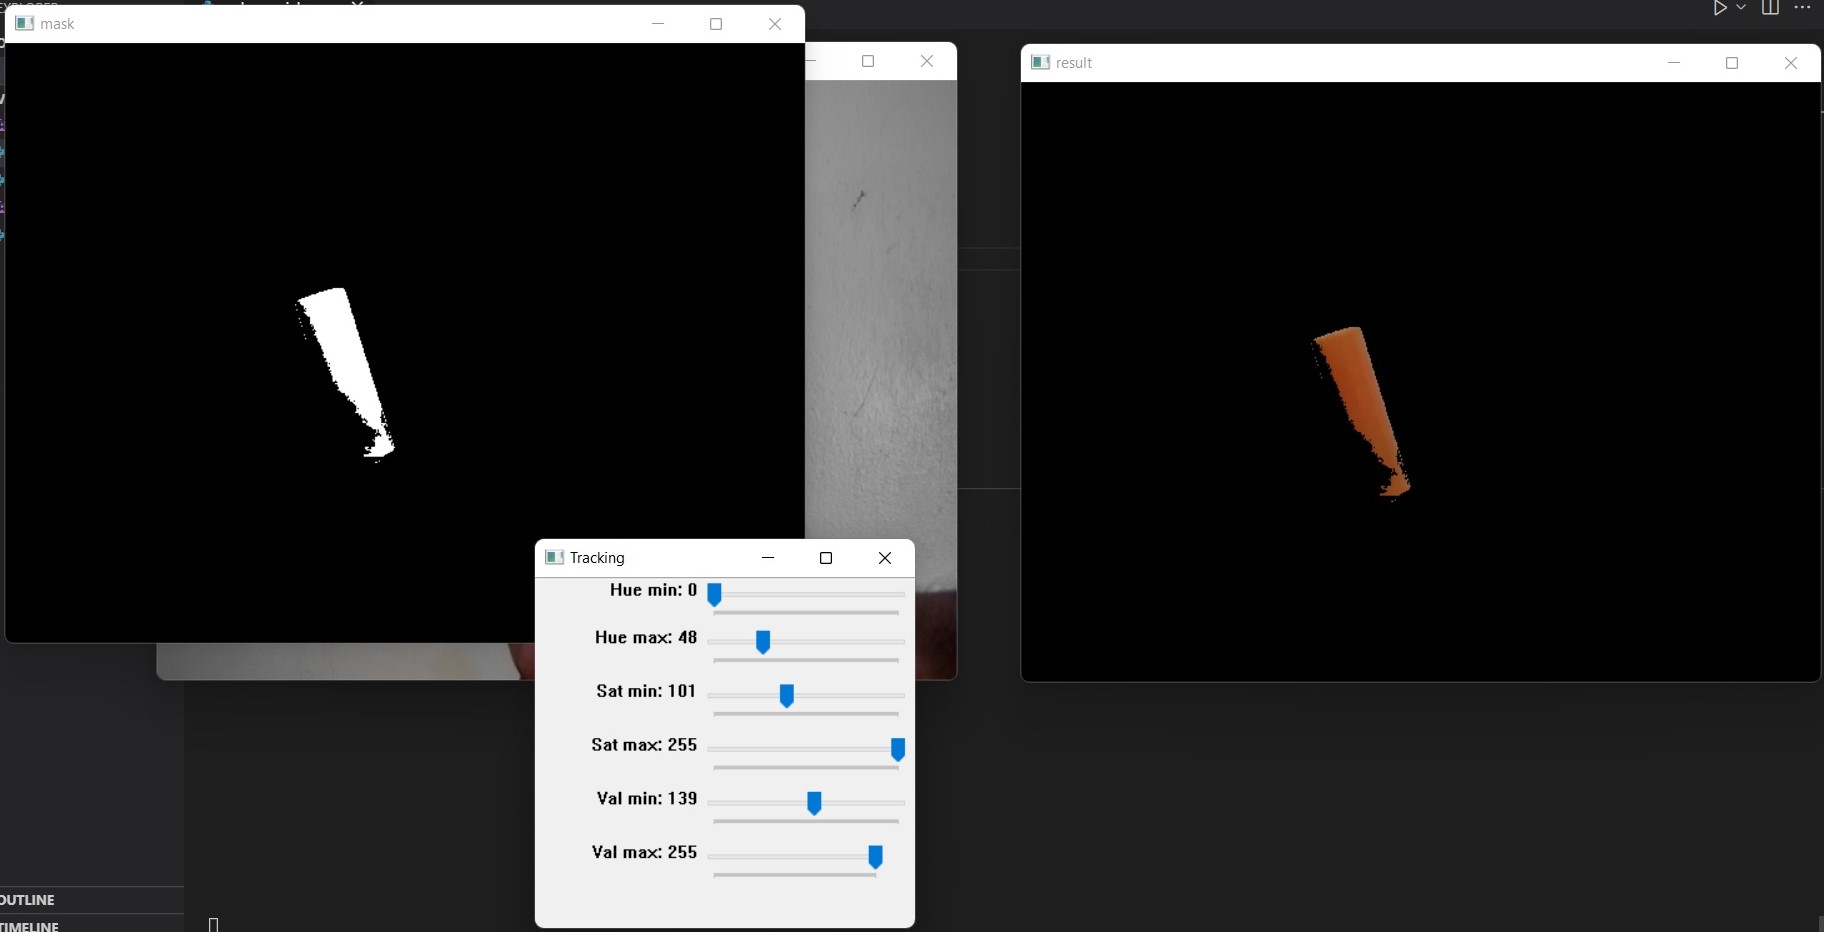 mask
result
Tracking
Hue min: 0
Hue max: 48
Sat min: 101
Sat max: 255
Val min: 139
Val max: 255
OUTLINE
TIMELINE